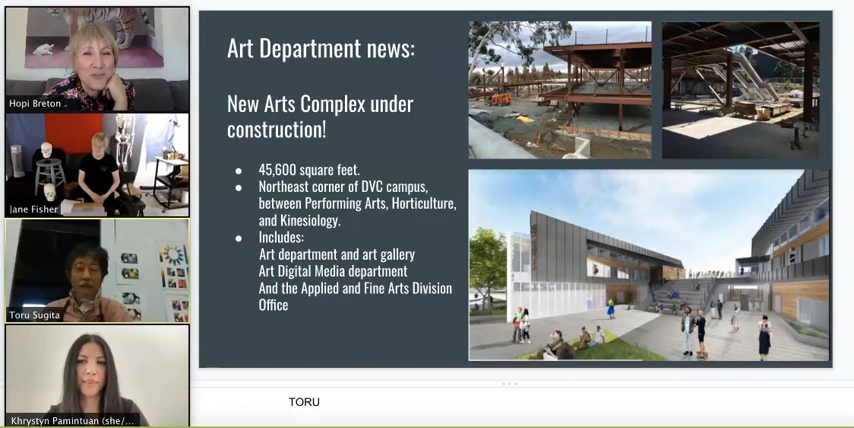 Hopi Breton
Jane Fisher
Toru Sugita
Khrystyn Pamintuan (she/...
Art Department news:
New Arts Complex under
construction!
● 45,600 square feet.
● Northeast corner of DVC campus,
between Performing Arts, Horticulture,
and Kinesiology.
● Includes:
Art department and art gallery
Art Digital Media department
And the Applied and Fine Arts Division
Office
TORU